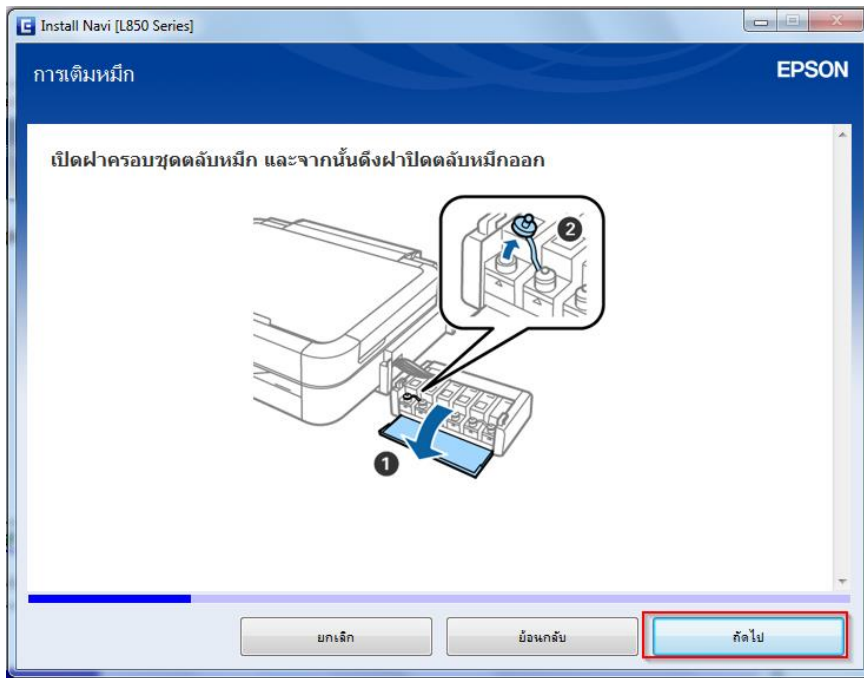 Install Navi [L850 Series]
การเติมหมึก
EPSON
เปิดฝาครอบชุดตลับหมึก และจากนั้นดึงฝาปิดตลับหมึกออก
2
1
ยกเลิก
ย้อนกลับ
ถัดไป